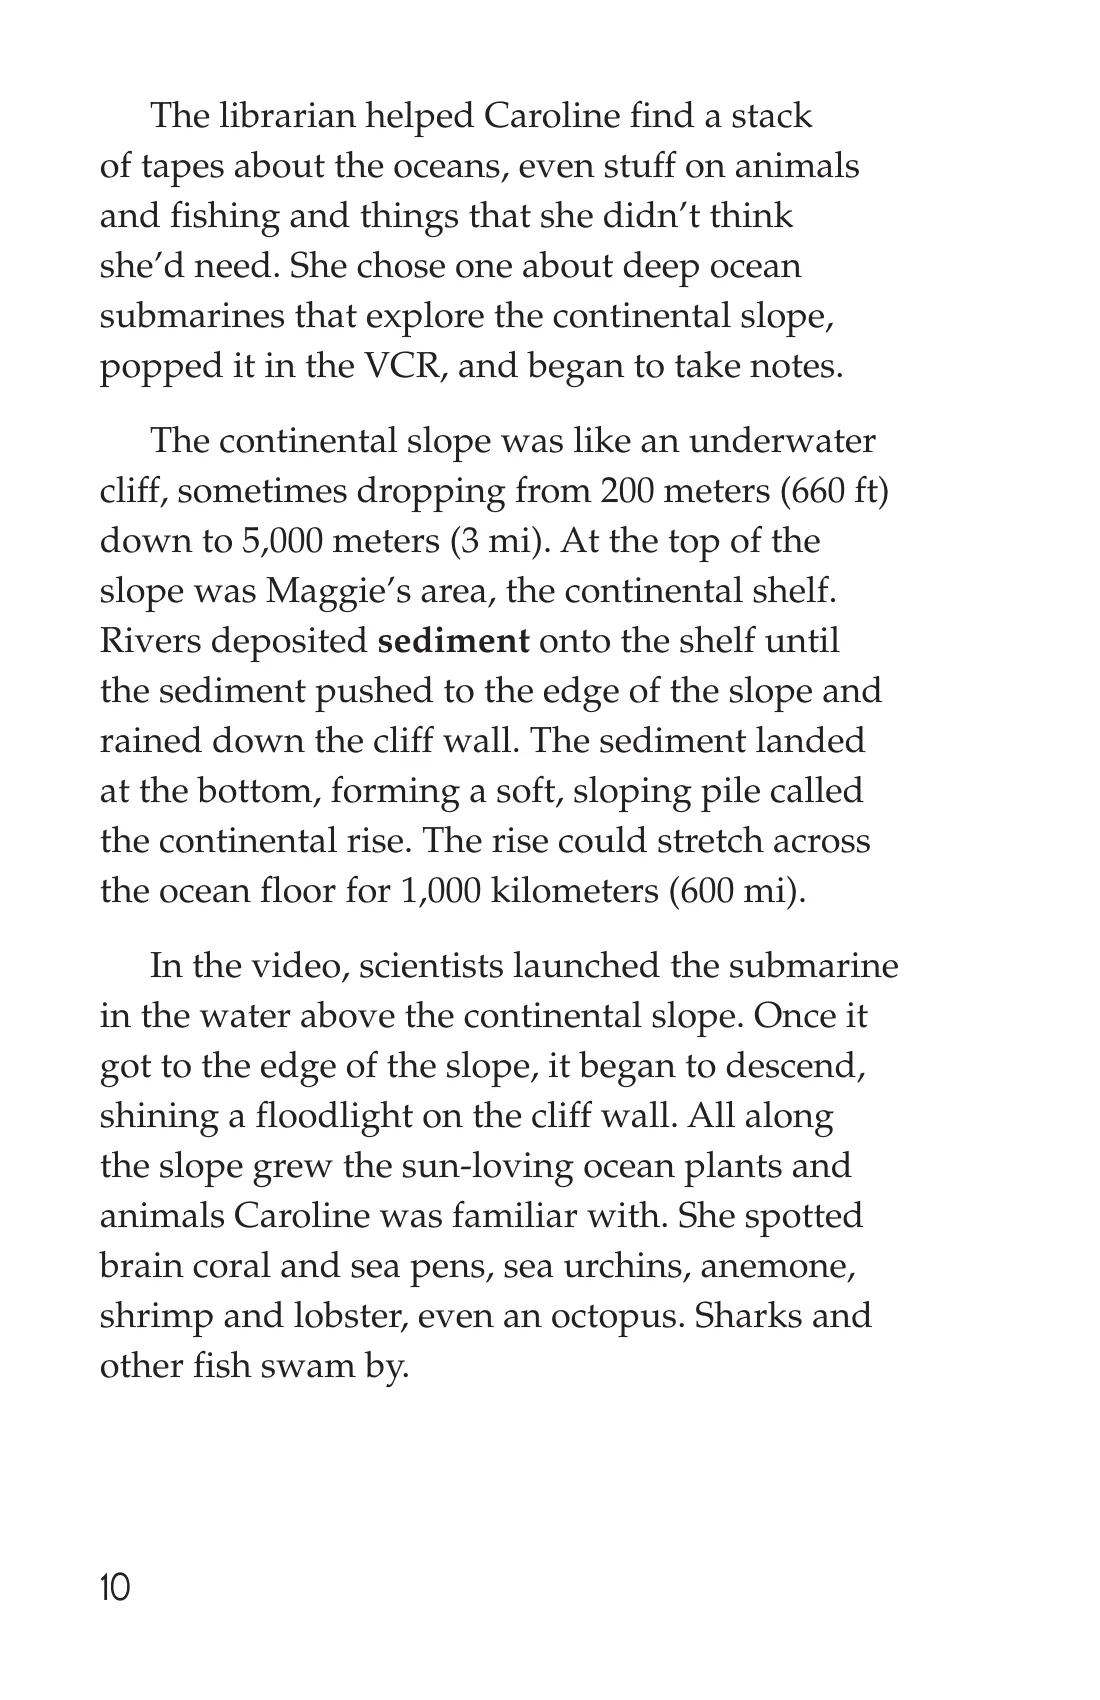 The librarian helped Caroline find a stack
of tapes about the oceans, even stuff on animals
and fishing and things that she didn’t think
she’d need. She chose one about deep ocean
submarines that explore the continental slope,
popped it in the VCR, and began to take notes.
The continental slope was like an underwater
cliff, sometimes dropping from 200 meters (660 ft)
down to 5,000 meters (3 mi). At the top of the
slope was Maggie’s area, the continental shelf.
Rivers deposited sediment onto the shelf until
the sediment pushed to the edge of the slope and
rained down the cliff wall. The sediment landed
at the bottom, forming a soft, sloping pile called
the continental rise. The rise could stretch across
the ocean floor for 1,000 kilometers (600 mi).
In the video, scientists launched the submarine
in the water above the continental slope. Once it
got to the edge of the slope, it began to descend,
shining a floodlight on the cliff wall. All along
the slope grew the sun-loving ocean plants and
animals Caroline was familiar with. She spotted
brain coral and sea pens, sea urchins, anemone,
shrimp and lobster, even an octopus. Sharks and
other fish swam by.
10